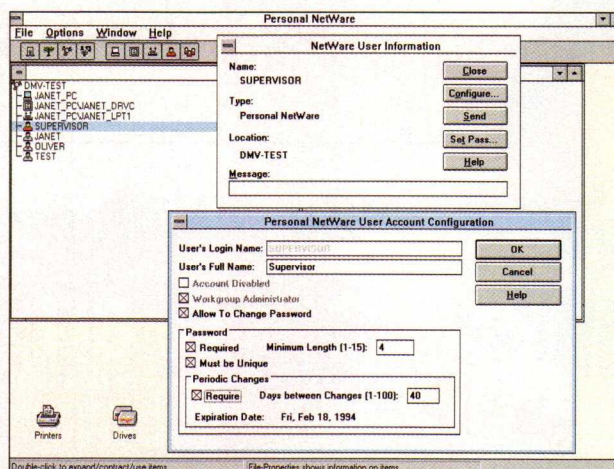 Personal NetWare
File Options Window Help
DMV-TEST
JANET_PC
JANET_PC\JANET_DRVC
JANET_PC\JANET_LPT1
SUPERVISOR
JANET
OLIVER
TEST
NetWare User Information
Name:
SUPERVISOR
Type:
Personal NetWare
Location:
DMV-TEST
Message:
Close
Configure...
Send
Set Pass...
Help
Personal NetWare User Account Configuration
User's Login Name: SUPERVISOR
User's Full Name: Supervisor
Account Disabled
Workgroup Administrator
Allow To Change Password
OK
Cancel
Help
Password
Required Minimum Length (1-15): 4
Must be Unique
Periodic Changes
Require Days between Changes (1-100): 40
Expiration Date: Fri, Feb 18, 1994
Printers
Drives
Double-click to expand/contract/use items
File-Properties shows information on items